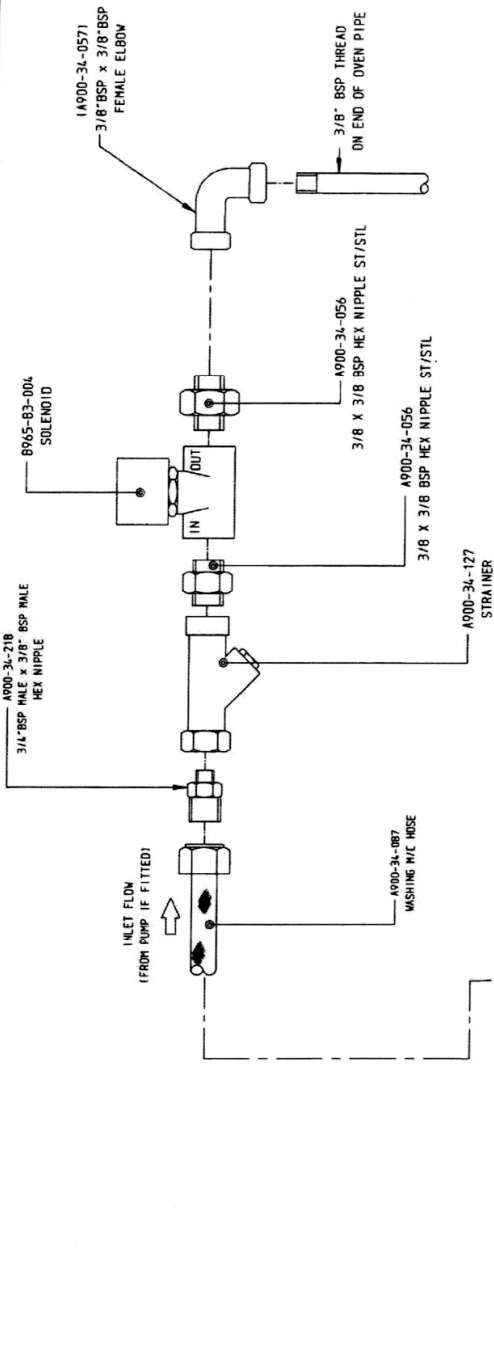 INLET FLOW
(FROM PUMP IF FITTED)
A900-34-218
3/4"BSP MALE x 3/8" BSP MALE
HEX NIPPLE
B965-83-004
SOLENOID
(A900-34-057)
3/8"BSP x 3/8"BSP
FEMALE ELBOW
IN
OUT
3/8" BSP THREAD
ON END OF OVEN PIPE
A900-34-056
3/8 X 3/8 BSP HEX NIPPLE ST/STL
A900-34-056
3/8 X 3/8 BSP HEX NIPPLE ST/STL
A900-34-127
STRAINER
A900-34-087
WASHING M/C HOSE